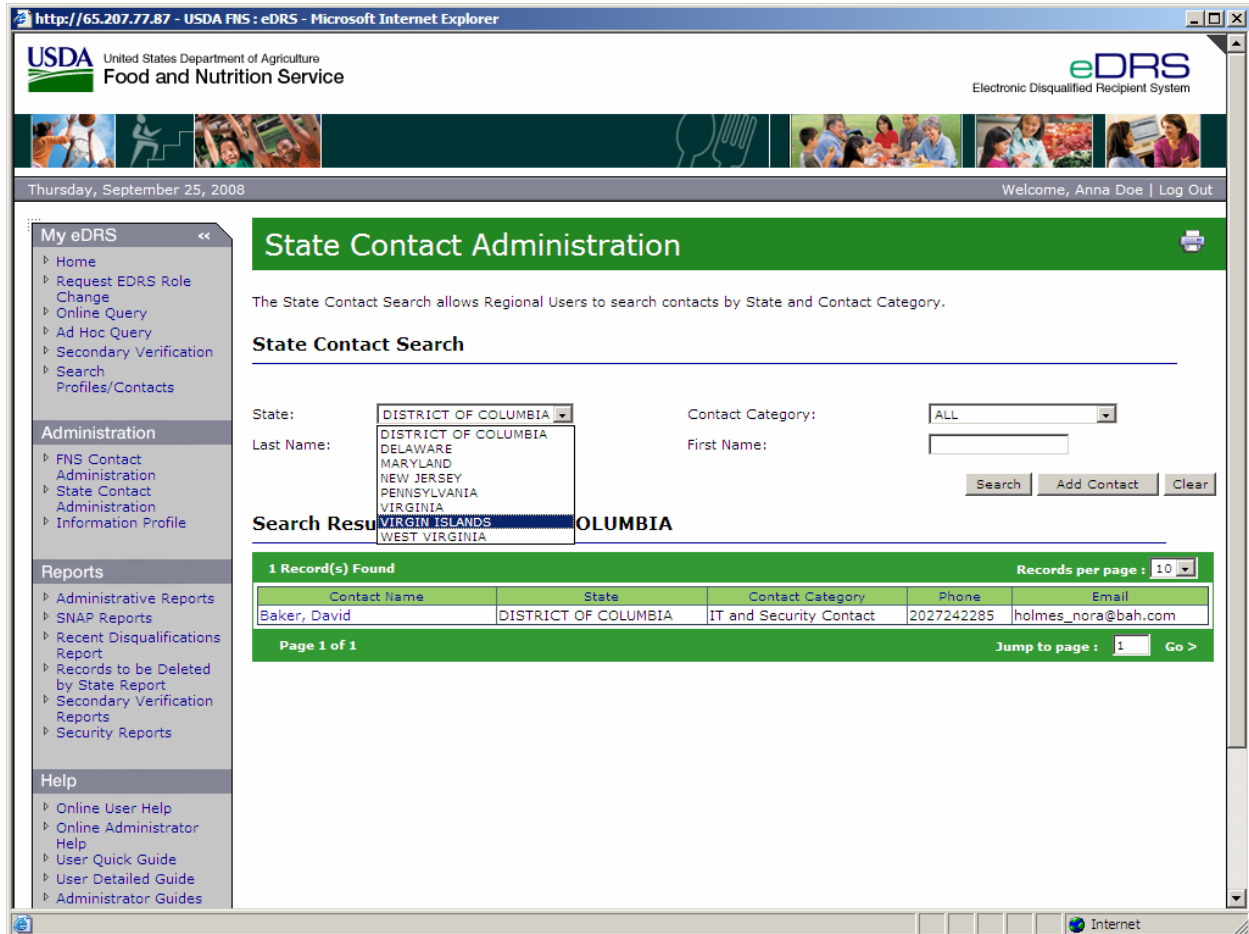 http://65.207.77.87 - USDA FNS : eDRS - Microsoft Internet Explorer
USDA United States Department of Agriculture
Food and Nutrition Service
eDRS
Electronic Disqualified Recipient System
Thursday, September 25, 2008
Welcome, Anna Doe | Log Out
My eDRS <<
Home
Request EDRS Role
Change
Online Query
Ad Hoc Query
Secondary Verification
Search
Profiles/Contacts
Administration
FNS Contact
Administration
State Contact
Administration
Information Profile
Reports
Administrative Reports
SNAP Reports
Recent Disqualifications
Report
Records to be Deleted
by State Report
Secondary Verification
Reports
Security Reports
Help
Online User Help
Online Administrator
Help
User Quick Guide
User Detailed Guide
Administrator Guides
State Contact Administration
The State Contact Search allows Regional Users to search contacts by State and Contact Category.
State Contact Search
State: DISTRICT OF COLUMBIA Contact Category: ALL
Last Name: First Name:
DISTRICT OF COLUMBIA
DELAWARE
MARYLAND
NEW JERSEY
PENNSYLVANIA
VIRGINIA
VIRGIN ISLANDS
WEST VIRGINIA
Search Add Contact Clear
Search Resu OLUMBIA
1 Record(s) Found Records per page : 10
Contact Name State Contact Category Phone Email
Baker, David DISTRICT OF COLUMBIA IT and Security Contact 2027242285 holmes_nora@bah.com
Page 1 of 1 Jump to page : 1 Go >
Internet